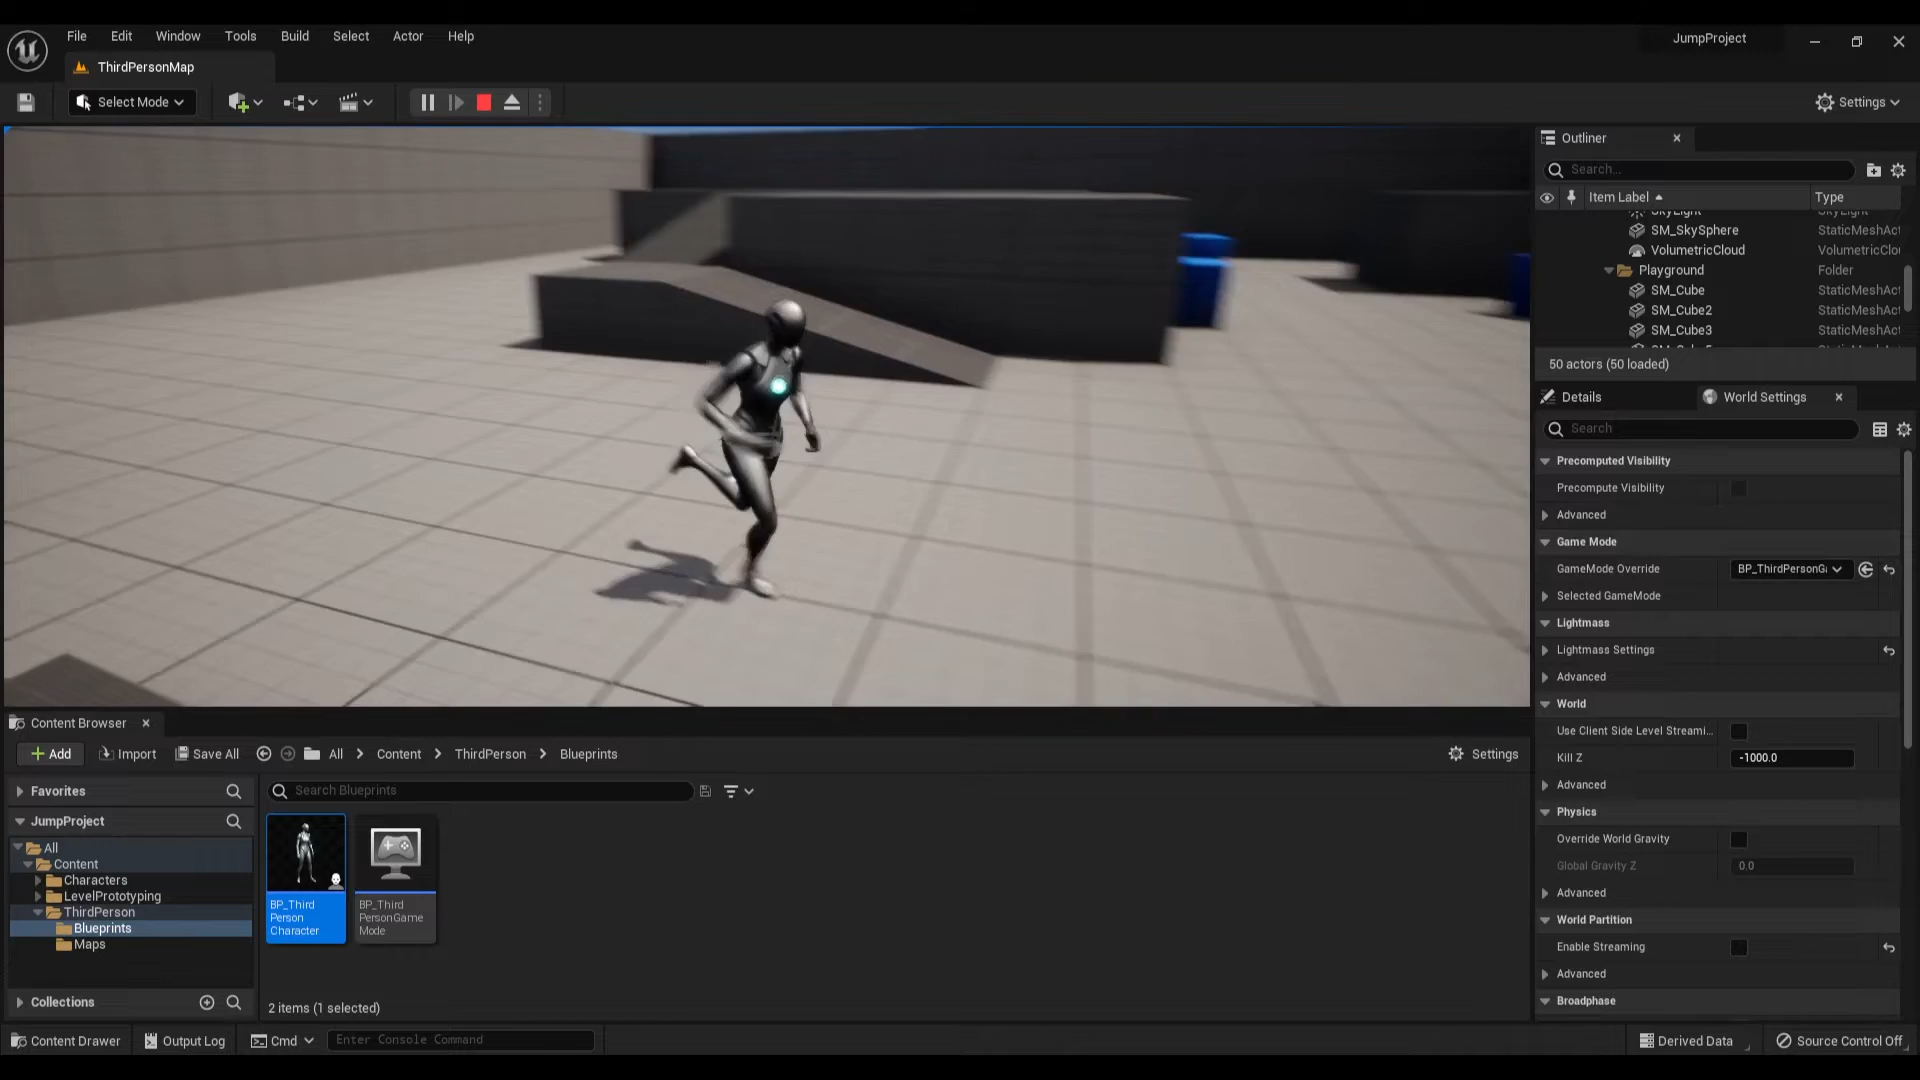 File Edit Window Tools Build Select Actor Help
JumpProject
ThirdPersonMap
Select Mode
Settings
Outliner
Search...
Item Label Type
SkyLight SkyLight
SM_SkySphere StaticMeshAct
VolumetricCloud VolumetricClou
Playground Folder
SM_Cube StaticMeshAct
SM_Cube2 StaticMeshAct
SM_Cube3 StaticMeshAct
50 actors (50 loaded)
Details World Settings
Search
Precomputed Visibility
Precompute Visibility
Advanced
Game Mode
GameMode Override BP_ThirdPersonGa
Selected GameMode
Lightmass
Lightmass Settings
Advanced
World
Use Client Side Level Streami...
Kill Z -1000.0
Advanced
Physics
Override World Gravity
Global Gravity Z 0.0
Advanced
World Partition
Enable Streaming
Advanced
Broadphase
Content Browser
Add Import Save All All Content ThirdPerson Blueprints Settings
Favorites
Search Blueprints
JumpProject
All
Content
Characters
LevelPrototyping
ThirdPerson
Blueprints
Maps
Collections
BP_Third
Person
Character
BP_Third
PersonGame
Mode
2 items (1 selected)
Content Drawer Output Log Cmd Enter Console Command Derived Data Source Control Off